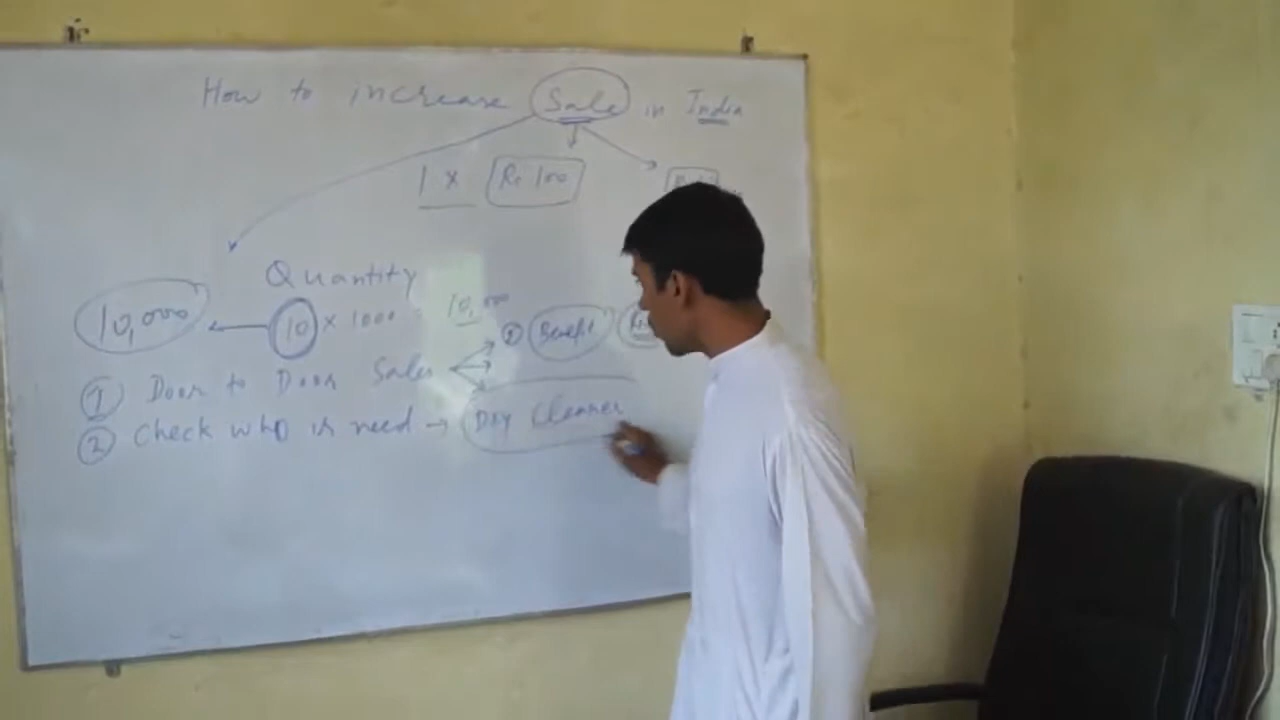 How to increase Sale in India
1 x Rs 100
Quantity
10,000 10 x 1000 10,000
① Door to Door Sales Benefit
② Check who is need → Dry Cleaner